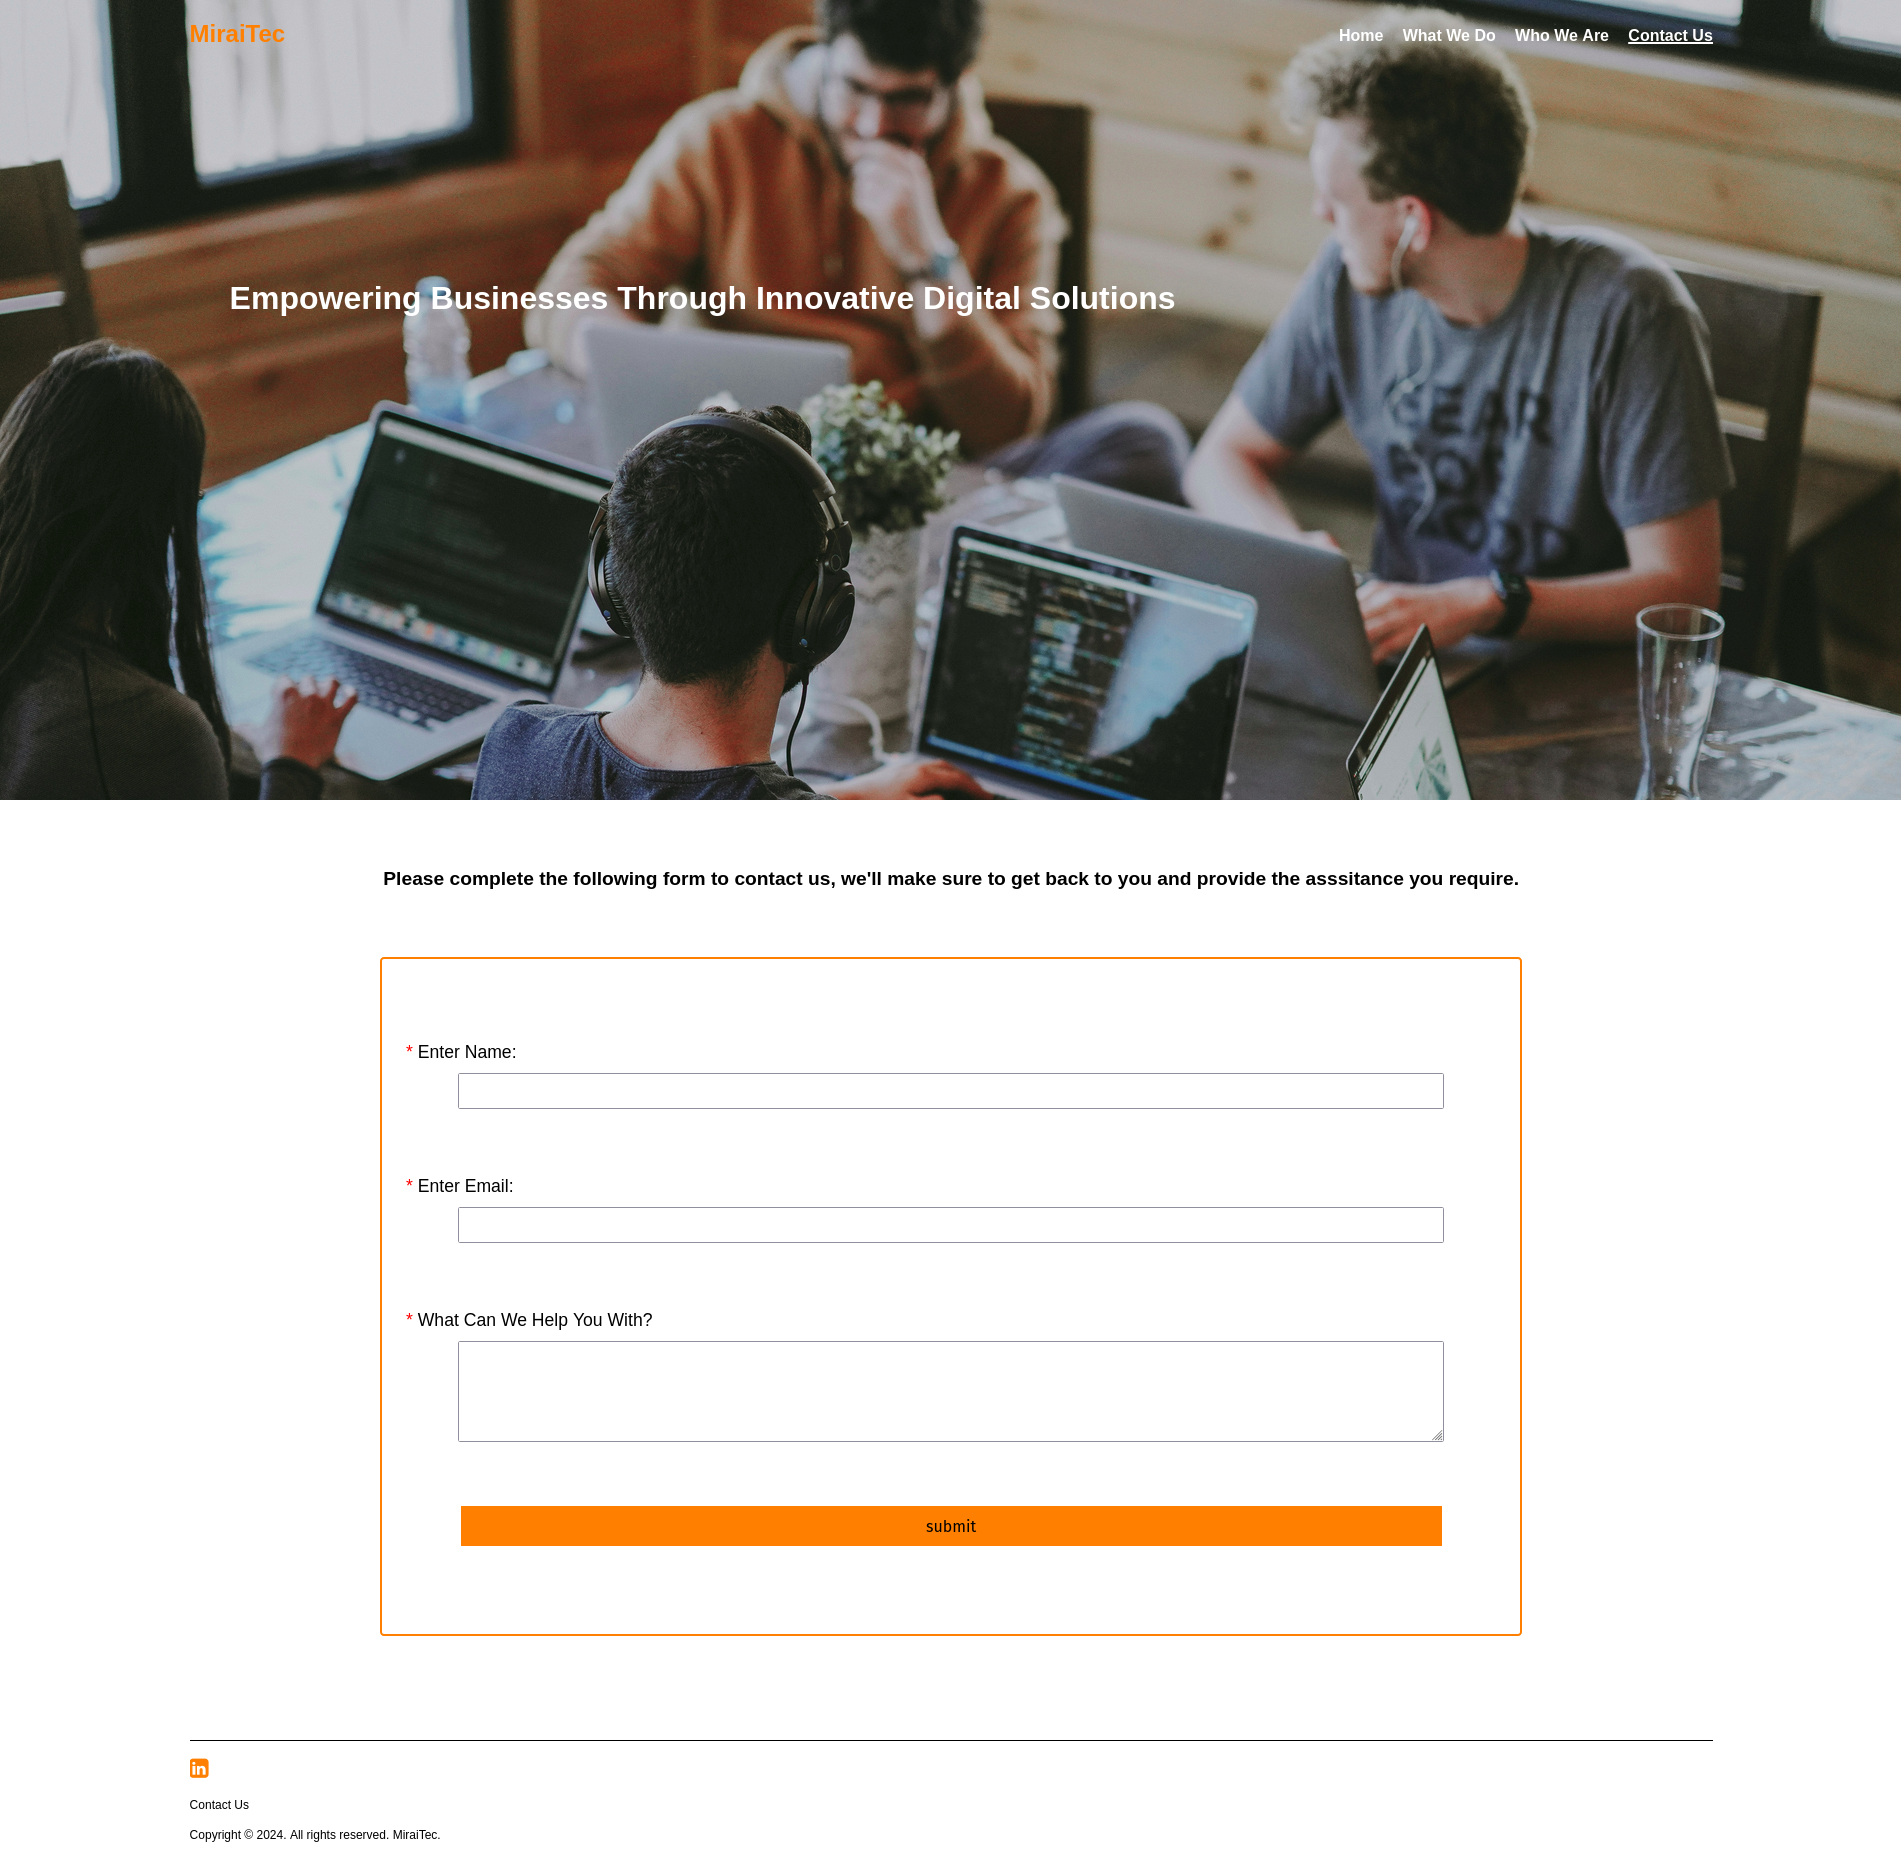 MiraiTec
Home What We Do Who We Are Contact Us
Empowering Businesses Through Innovative Digital Solutions
Please complete the following form to contact us, we'll make sure to get back to you and provide the asssitance you require.
* Enter Name:
* Enter Email:
* What Can We Help You With?
submit
in
Contact Us
Copyright © 2024. All rights reserved. MiraiTec.